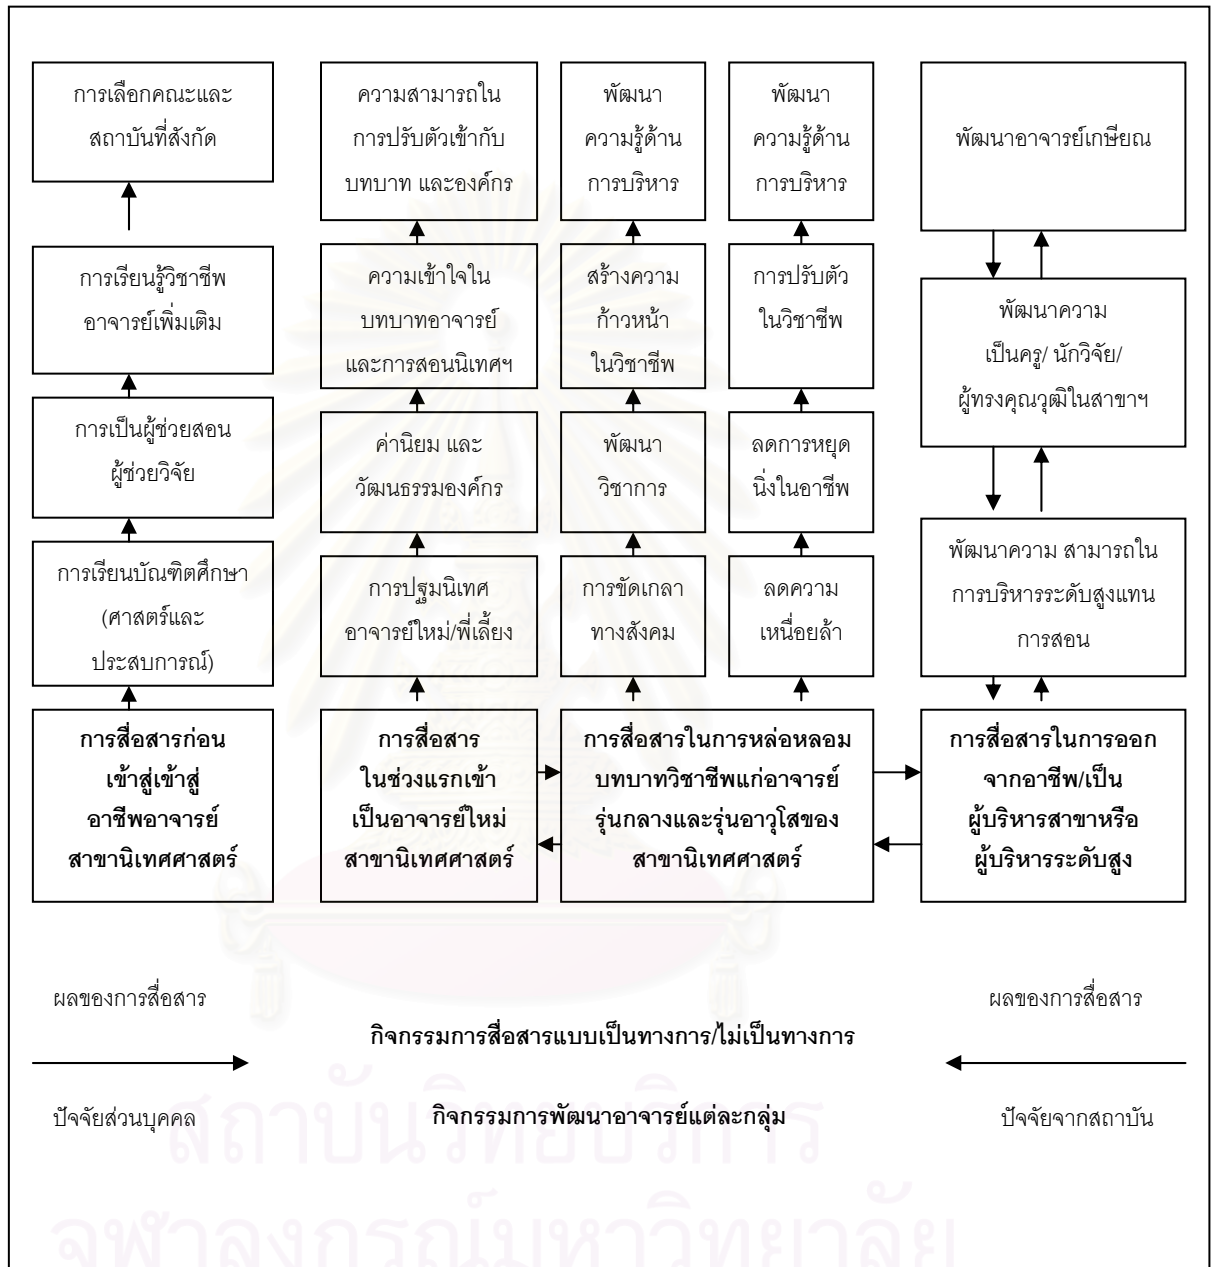 การเลือกคณะและ
สถาบันที่สังกัด
ความสามารถใน
การปรับตัวเข้ากับ
บทบาท และองค์กร
พัฒนา
ความรู้ด้าน
การบริหาร
พัฒนา
ความรู้ด้าน
การบริหาร
พัฒนาอาจารย์เกษียณ
การเรียนรู้วิชาชีพ
อาจารย์เพิ่มเติม
ความเข้าใจใน
บทบาทอาจารย์
และการสอนนิเทศฯ
สร้างความ
ก้าวหน้า
ในวิชาชีพ
การปรับตัว
ในวิชาชีพ
พัฒนาความ
เป็นครู/ นักวิจัย/
ผู้ทรงคุณวุฒิในสาขาฯ
การเป็นผู้ช่วยสอน
ผู้ช่วยวิจัย
ค่านิยม และ
วัฒนธรรมองค์กร
พัฒนา
วิชาการ
ลดการหยุด
นิ่งในอาชีพ
พัฒนาความ สามารถใน
การบริหารระดับสูงแทน
การสอน
การเรียนบัณฑิตศึกษา
(ศาสตร์และ
ประสบการณ์)
การปฐมนิเทศ
อาจารย์ใหม่/พี่เลี้ยง
การขัดเกลา
ทางสังคม
ลดความ
เหนื่อยล้า
การสื่อสารก่อน
เข้าสู่เข้าสู่
อาชีพอาจารย์
สาขานิเทศศาสตร์
การสื่อสาร
ในช่วงแรกเข้า
เป็นอาจารย์ใหม่
สาขานิเทศศาสตร์
การสื่อสารในการหล่อหลอม
บทบาทวิชาชีพแก่อาจารย์
รุ่นกลางและรุ่นอาวุโสของ
สาขานิเทศศาสตร์
การสื่อสารในการออก
จากอาชีพ/เป็น
ผู้บริหารสาขาหรือ
ผู้บริหารระดับสูง
ผลของการสื่อสาร
ผลของการสื่อสาร
กิจกรรมการสื่อสารแบบเป็นทางการ/ไม่เป็นทางการ
ปัจจัยส่วนบุคคล
กิจกรรมการพัฒนาอาจารย์แต่ละกลุ่ม
ปัจจัยจากสถาบัน
สถาบันวิทยบริการ
จุฬาลงกรณ์มหาวิทยาลัย